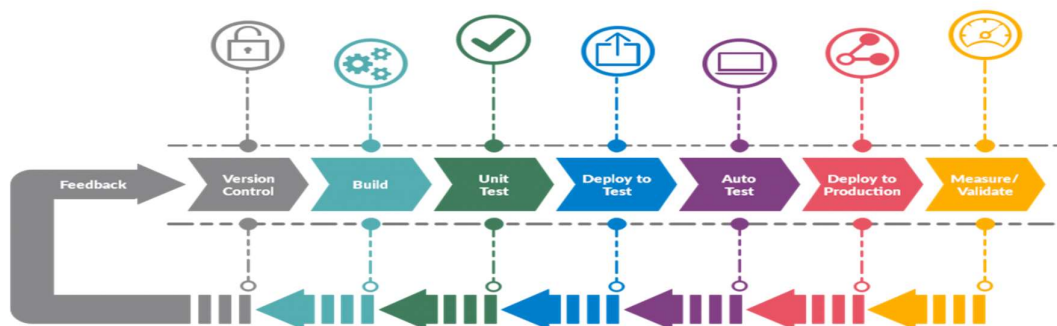 Feedback
Version
Control
Build
Unit
Test
Deploy to
Test
Auto
Test
Deploy to
Production
Measure/
Validate